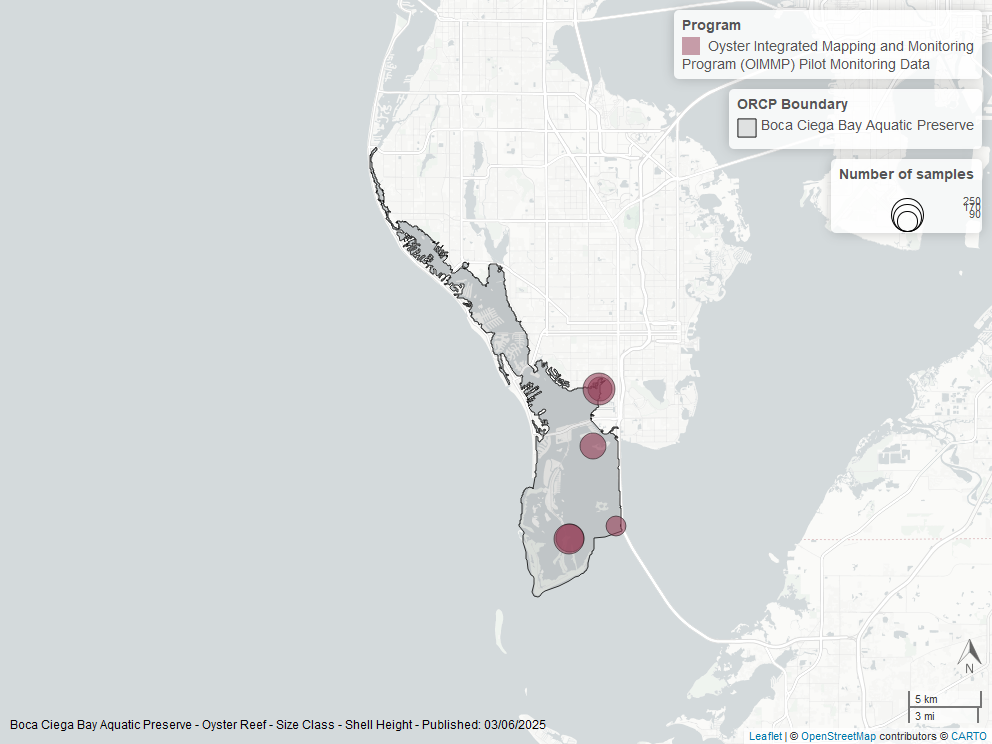 Program
Oyster Integrated Mapping and Monitoring
Program (OIMMP) Pilot Monitoring Data
ORCP Boundary
Boca Ciega Bay Aquatic Preserve
Number of samples
250
170
90
N
5 km
3 mi
Boca Ciega Bay Aquatic Preserve - Oyster Reef - Size Class - Shell Height - Published: 03/06/2025
Leaflet | © OpenStreetMap contributors © CARTO